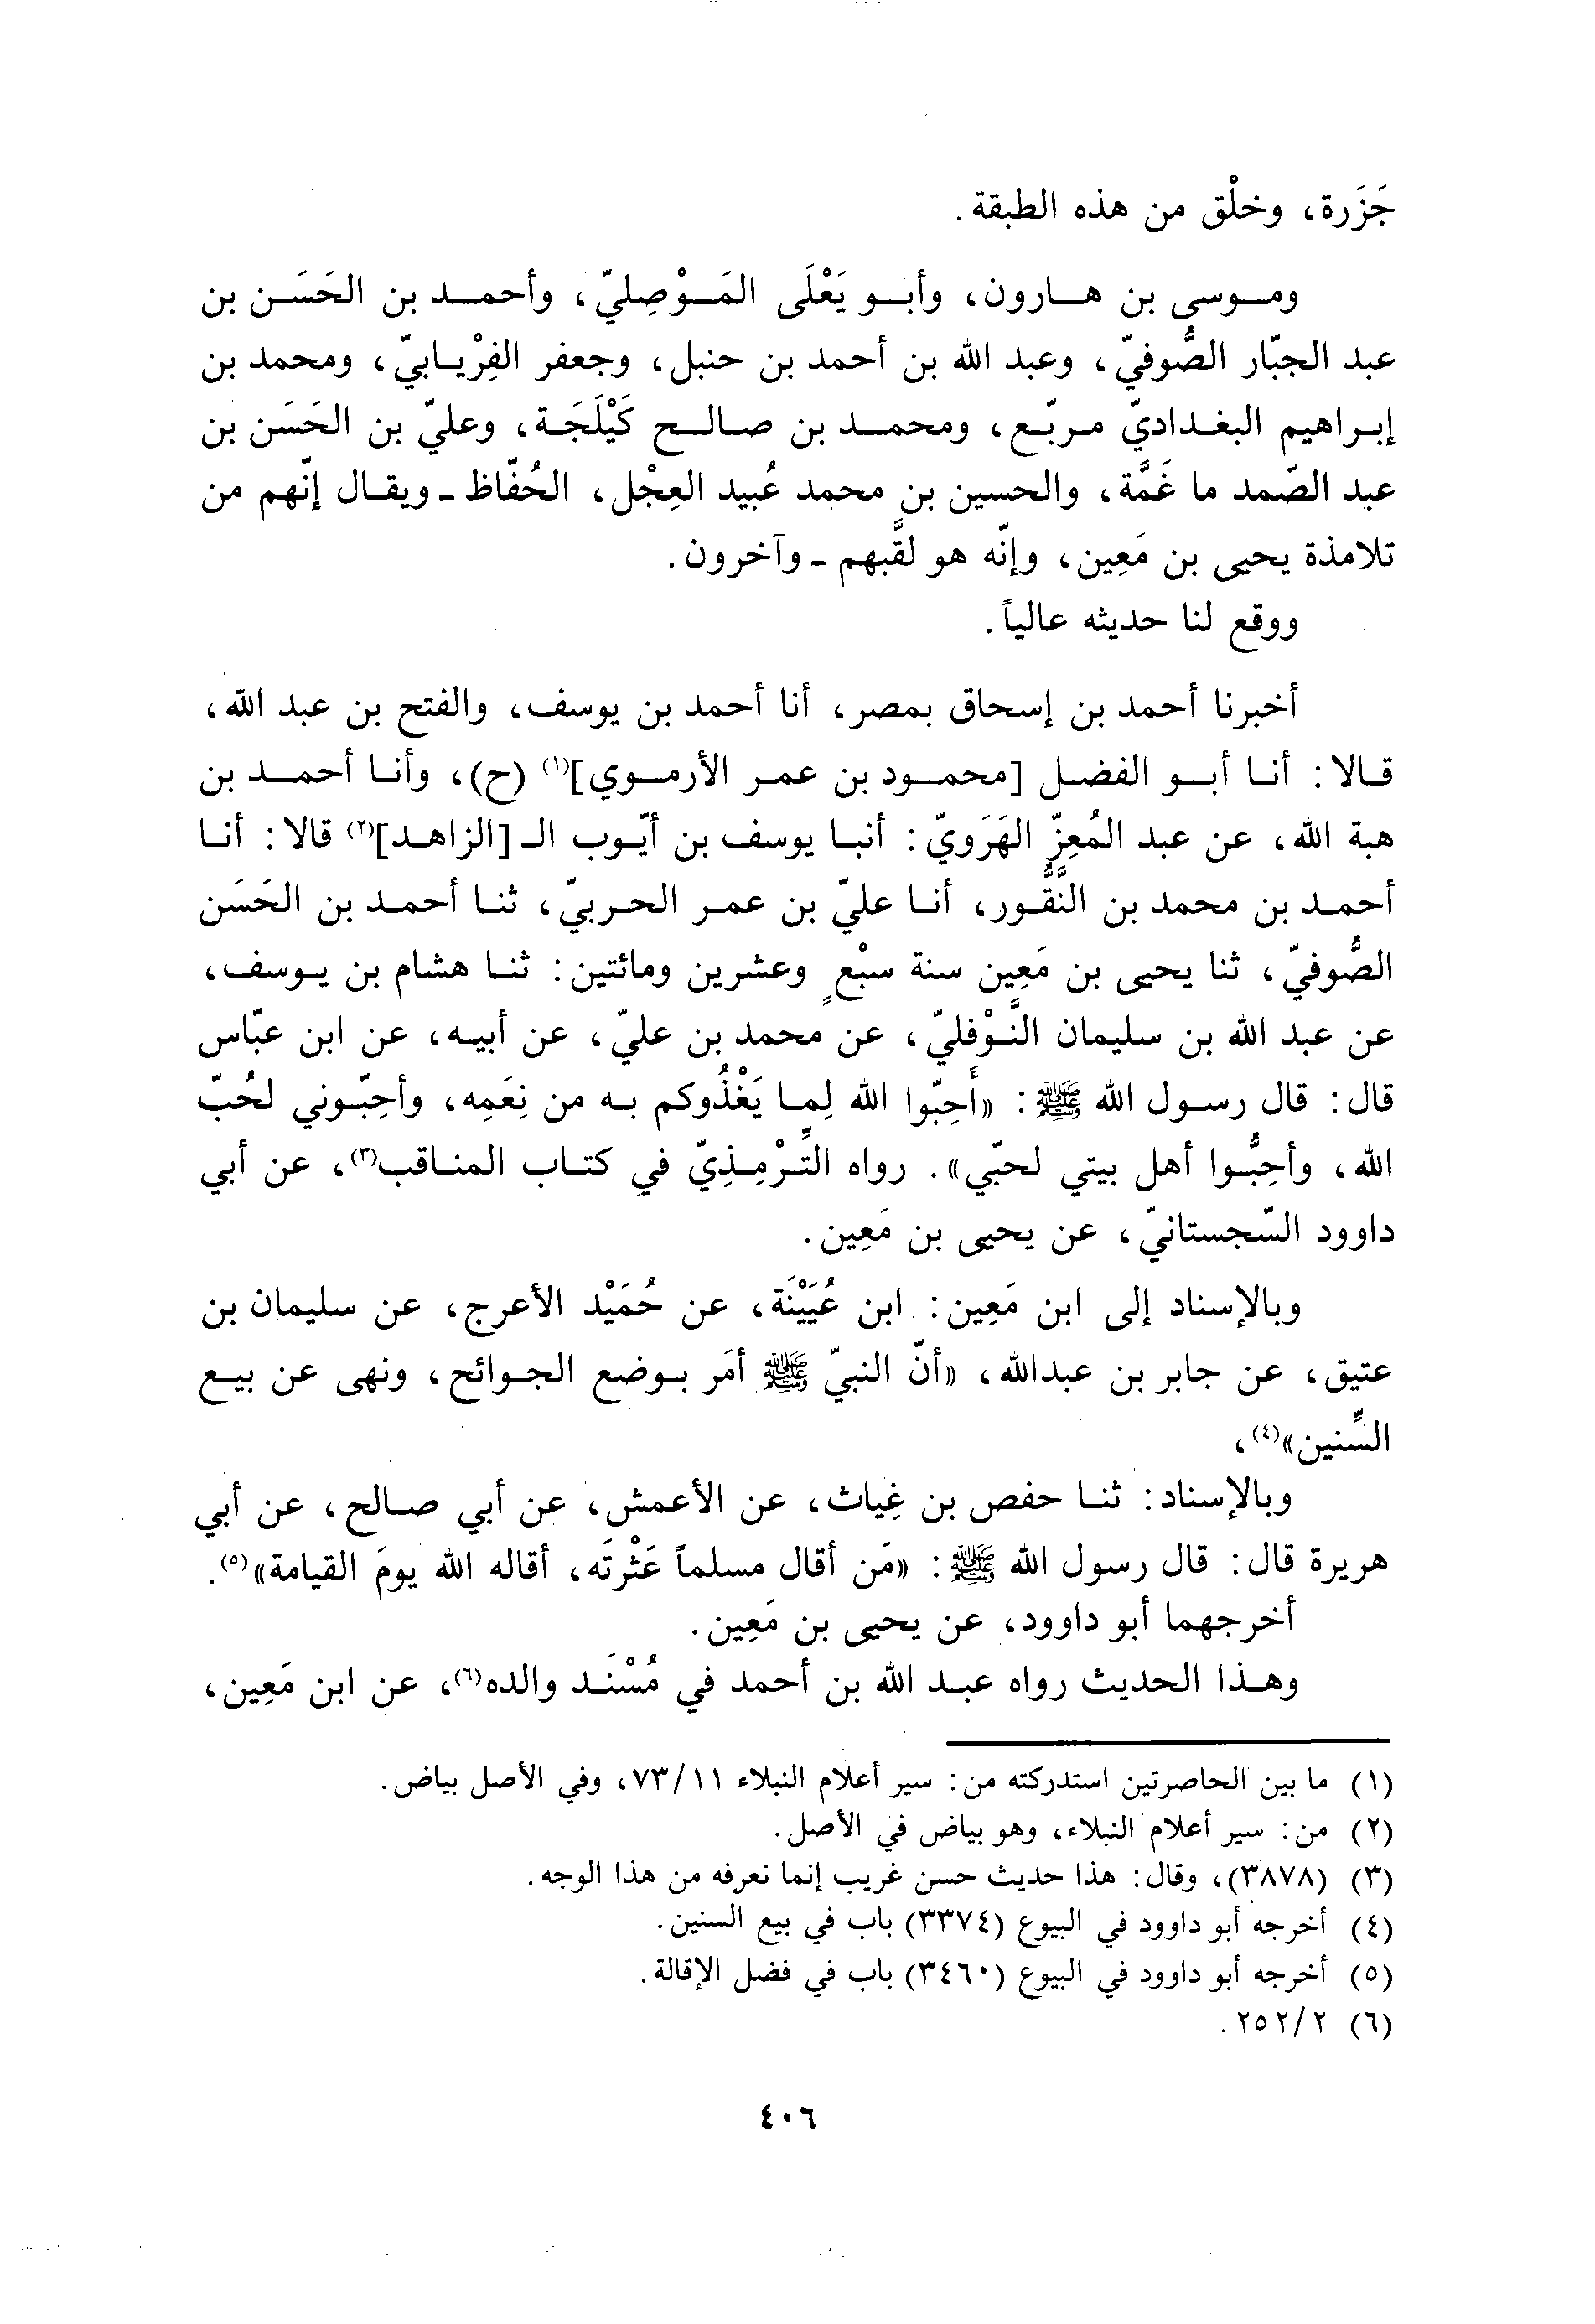 جَزَرة، وخلْق من هذه الطبقة.
وموسى بن هارون، وأبو يَعْلَى المَوْصِليّ، وأحمد بن الحَسَن بن
عبد الجبّار الصُّوفيّ، وعبد الله بن أحمد بن حنبل، وجعفر الفِرْيابيّ، ومحمد بن
إبراهيم البغداديّ مربّع، ومحمد بن صالح كَيْلَجَة، وعليّ بن الحَسَن بن
عبد الصّمد ما غَمَّة، والحسين بن محمد عُبيد العِجْل، الحُفّاظ ـ ويقال إنّهم من
تلامذة يحيى بن مَعِين، وإنّه هو لقَّبهم ـ وآخرون.
ووقع لنا حديثه عالياً.
أخبرنا أحمد بن إسحاق بمصر، أنا أحمد بن يوسف، والفتح بن عبد الله،
قالا: أنا أبو الفضل [محمود بن عمر الأرموي]⁽١⁾ (ح)، وأنا أحمد بن
هبة الله، عن عبد المُعِزّ الهَرَويّ: أنبا يوسف بن أيّوب الـ [الزاهد]⁽٢⁾ قالا: أنا
أحمد بن محمد بن النَّقُّور، أنا عليّ بن عمر الحربيّ، ثنا أحمد بن الحَسَن
الصُّوفيّ، ثنا يحيى بن مَعِين سنة سبْعٍ وعشرين ومائتين: ثنا هشام بن يوسف،
عن عبد الله بن سليمان النَّوْفليّ، عن محمد بن عليّ، عن أبيه، عن ابن عبّاس
قال: قال رسول الله ﷺ: «أَحِبّوا الله لِما يَغْذُوكم به من نِعَمِه، وأحِبّوني لحُبّ
الله، وأحِبُّوا أهل بيتي لحبّي». رواه التِّرْمِذِيّ في كتاب المناقب⁽٣⁾، عن أبي
داوود السّجستانيّ، عن يحيى بن مَعِين.
وبالإسناد إلى ابن مَعِين: ابن عُيَيْنَة، عن حُمَيْد الأعرج، عن سليمان بن
عتيق، عن جابر بن عبدالله، «أنّ النبيّ ﷺ أمَر بوضع الجوائح، ونهى عن بيع
السِّنين»⁽٤⁾،
وبالإسناد: ثنا حفص بن غِياث، عن الأعمش، عن أبي صالح، عن أبي
هريرة قال: قال رسول الله ﷺ: «مَن أقال مسلماً عَثْرتَه، أقاله الله يومَ القيامة»⁽٥⁾.
أخرجهما أبو داوود، عن يحيى بن مَعِين.
وهذا الحديث رواه عبد الله بن أحمد في مُسْنَد والده⁽٦⁾، عن ابن مَعِين،
(١) ما بين الحاصرتين استدركته من: سير أعلام النبلاء ٧٣/١١، وفي الأصل بياض.
(٢) من: سير أعلام النبلاء، وهو بياض في الأصل.
(٣) (٣٨٧٨)، وقال: هذا حديث حسن غريب إنما نعرفه من هذا الوجه.
(٤) أخرجه أبو داوود في البيوع (٣٣٧٤) باب في بيع السنين.
(٥) أخرجه أبو داوود في البيوع (٣٤٦٠) باب في فضل الإقالة.
(٦) ٢٥٢/٢.
٤٠٦